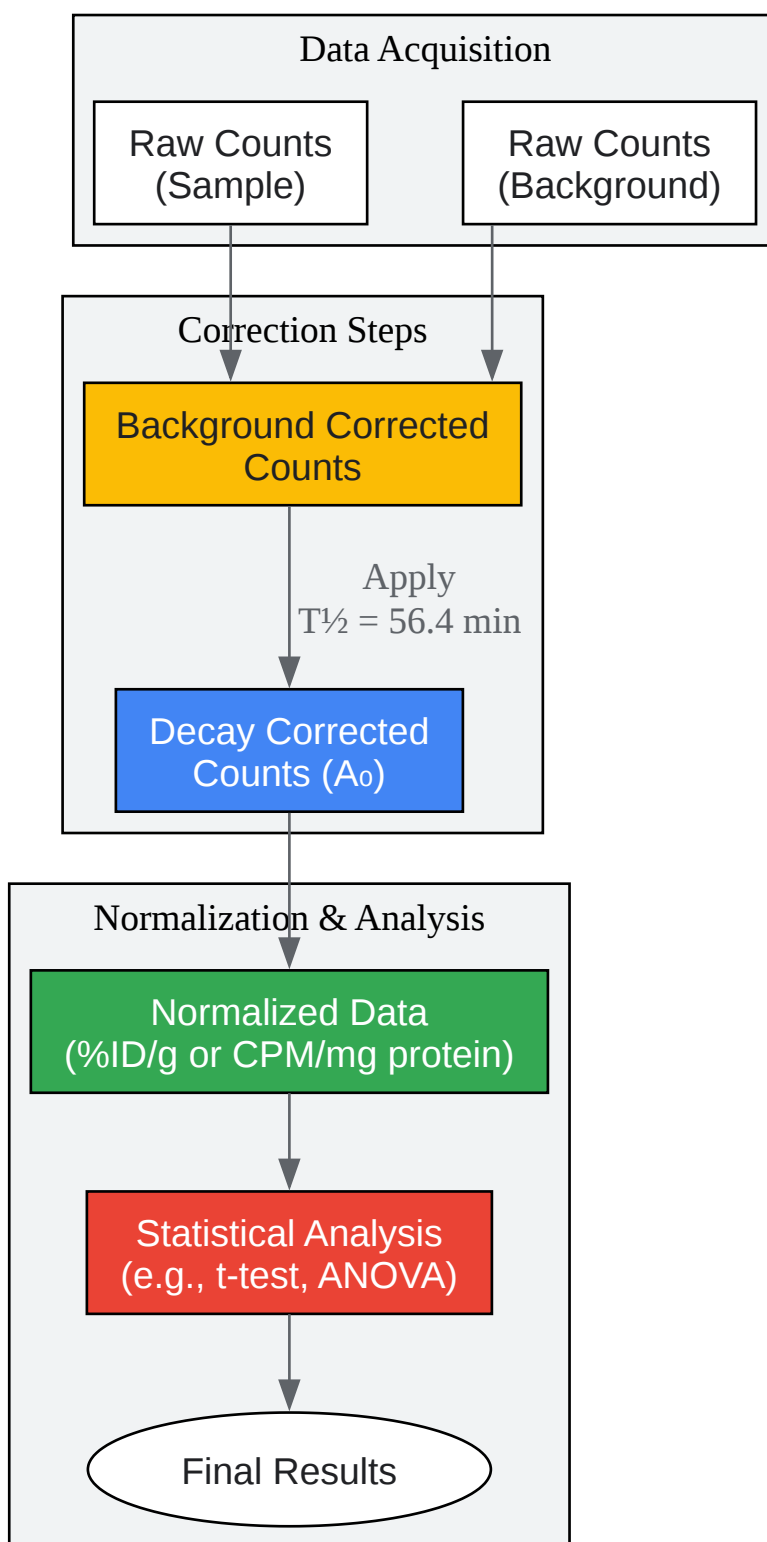 Data Acquisition
Raw Counts
(Sample)
Raw Counts
(Background)
Correction Steps
Background Corrected
Counts
Apply
T½ = 56.4 min
Decay Corrected
Counts (A₀)
Normalization & Analysis
Normalized Data
(%ID/g or CPM/mg protein)
Statistical Analysis
(e.g., t-test, ANOVA)
Final Results